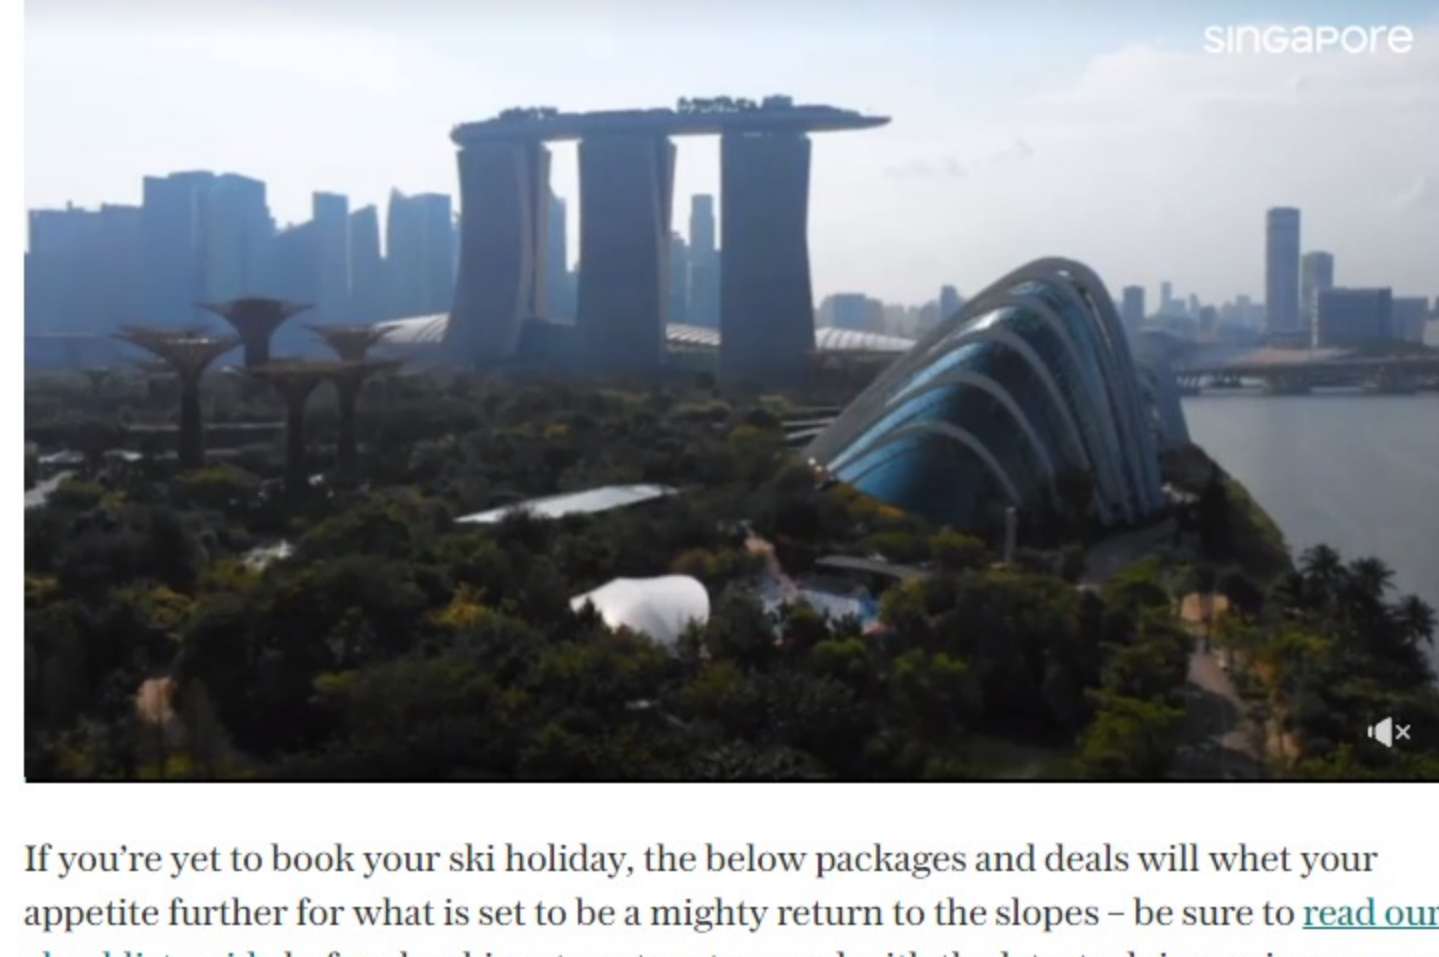 SINGAPORE
If you're yet to book your ski holiday, the below packages and deals will whet your
appetite further for what is set to be a mighty return to the slopes – be sure to read our